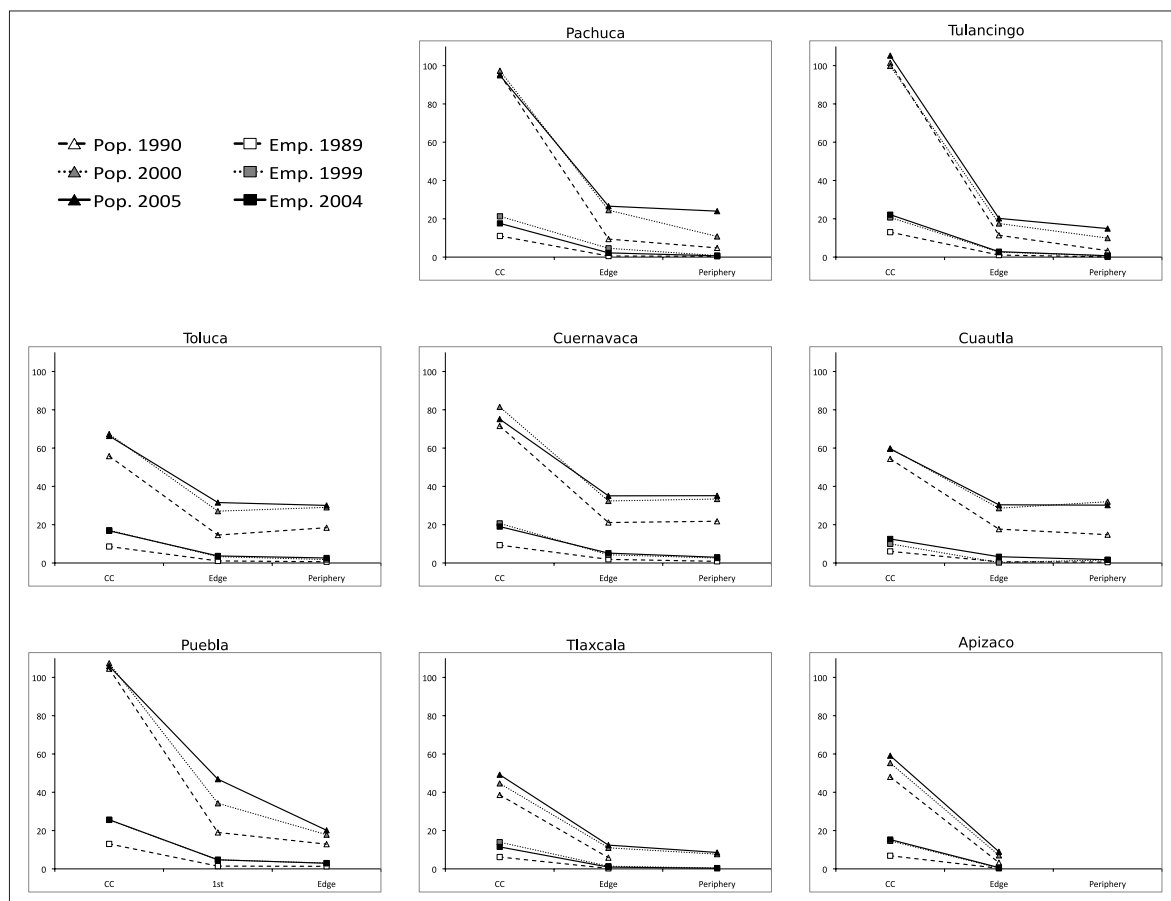 Pachuca
Tulancingo
100
80
60
40
20
0
CC Edge Periphery
100
80
60
40
20
0
CC Edge Periphery
Pop. 1990 Emp. 1989
Pop. 2000 Emp. 1999
Pop. 2005 Emp. 2004
Toluca
Cuernavaca
Cuautla
100
80
60
40
20
0
CC Edge Periphery
100
80
60
40
20
0
CC Edge Periphery
100
80
60
40
20
0
CC Edge Periphery
Puebla
Tlaxcala
Apizaco
100
80
60
40
20
0
CC 1st Edge
100
80
60
40
20
0
CC Edge Periphery
100
80
60
40
20
0
CC Edge Periphery